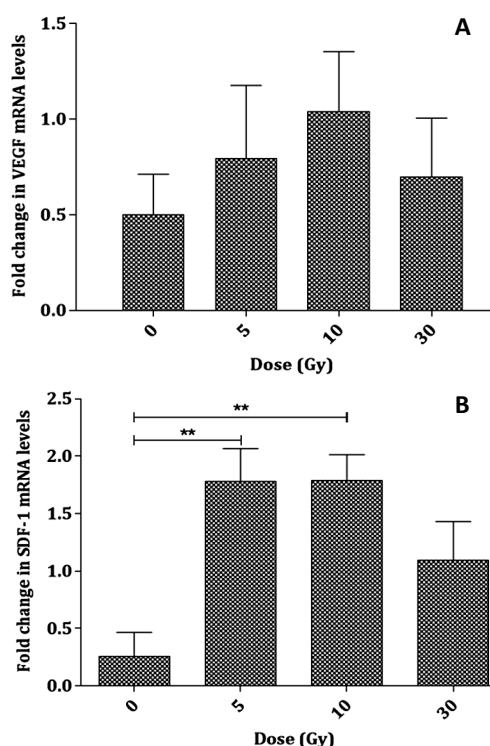 A
Fold change in VEGF mRNA levels
1.5
1.0
0.5
0.0
0 5 10 30
Dose (Gy)
B
Fold change in SDF-1 mRNA levels
2.5
2.0
1.5
1.0
0.5
0.0
**
**
0 5 10 30
Dose (Gy)